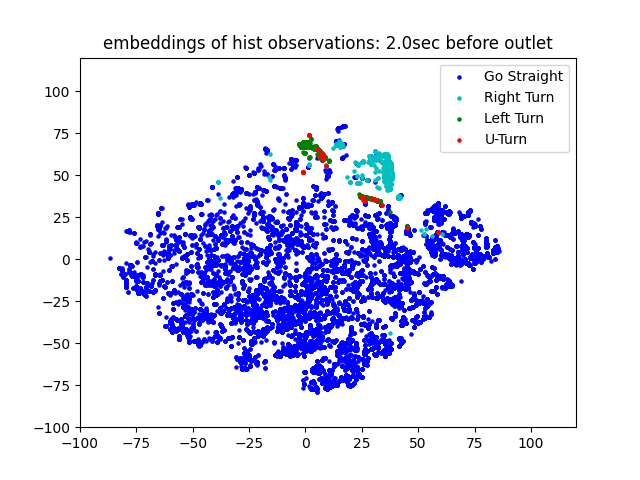 embeddings of hist observations: 2.0sec before outlet
Go Straight
Right Turn
Left Turn
U-Turn
100
75
50
25
0
−25
−50
−75
−100
−100 −75 −50 −25 0 25 50 75 100